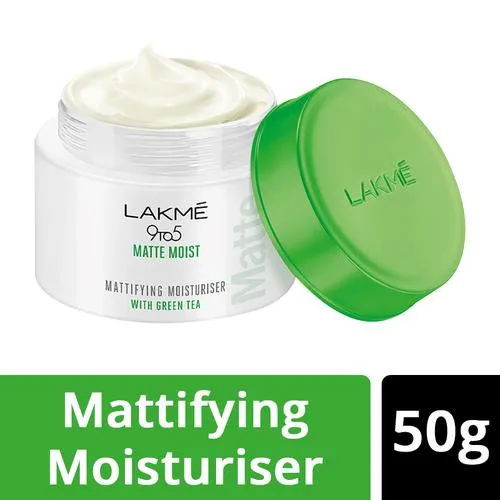 LAKMÉ
9to5
MATTE MOIST
MATTIFYING MOISTURISER
WITH GREEN TEA
Matte
LAKMÉ
Mattifying
Moisturiser
50g